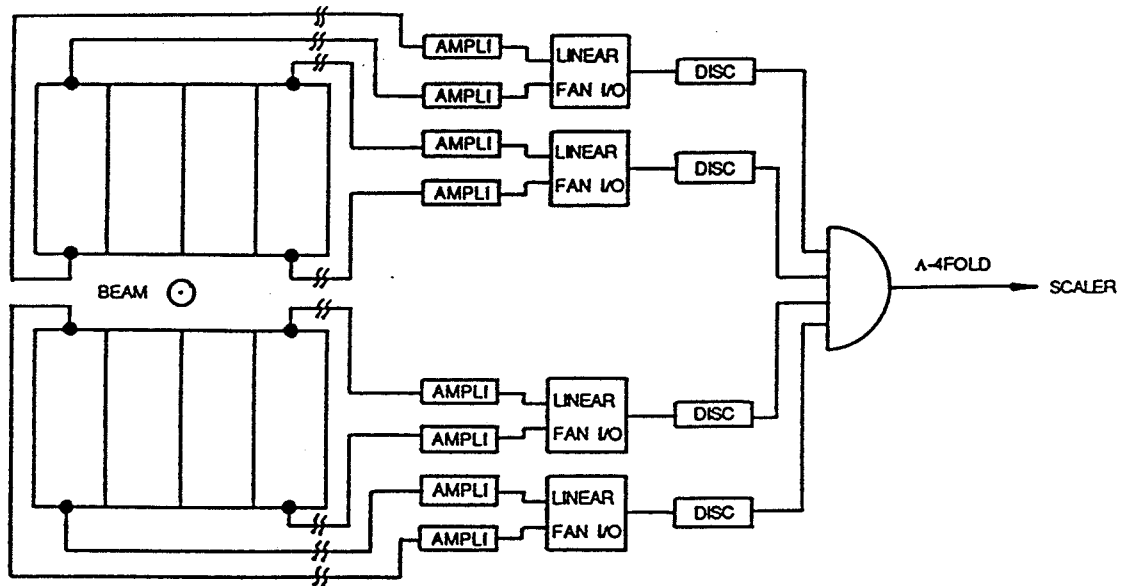 AMPLI
LINEAR
FAN I/O
DISC
AMPLI
AMPLI
LINEAR
FAN I/O
DISC
AMPLI
Λ-4FOLD
SCALER
BEAM
AMPLI
LINEAR
FAN I/O
DISC
AMPLI
AMPLI
LINEAR
FAN I/O
DISC
AMPLI